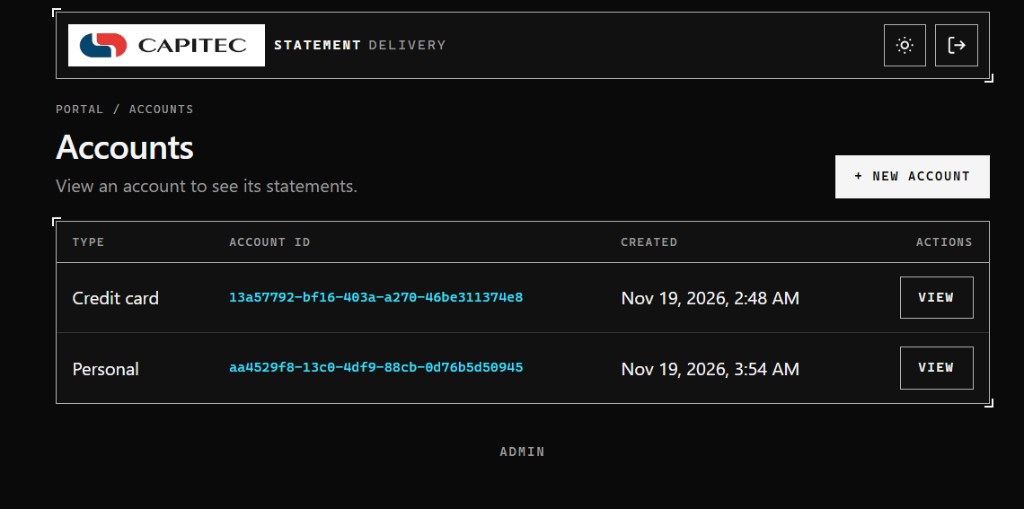 CAPITEC STATEMENT DELIVERY
PORTAL / ACCOUNTS
Accounts
View an account to see its statements.
+ NEW ACCOUNT
TYPE ACCOUNT ID CREATED ACTIONS
Credit card 13a57792-bf16-403a-a270-46be311374e8 Nov 19, 2026, 2:48 AM VIEW
Personal aa4529f8-13c0-4df9-88cb-0d76b5d50945 Nov 19, 2026, 3:54 AM VIEW
ADMIN